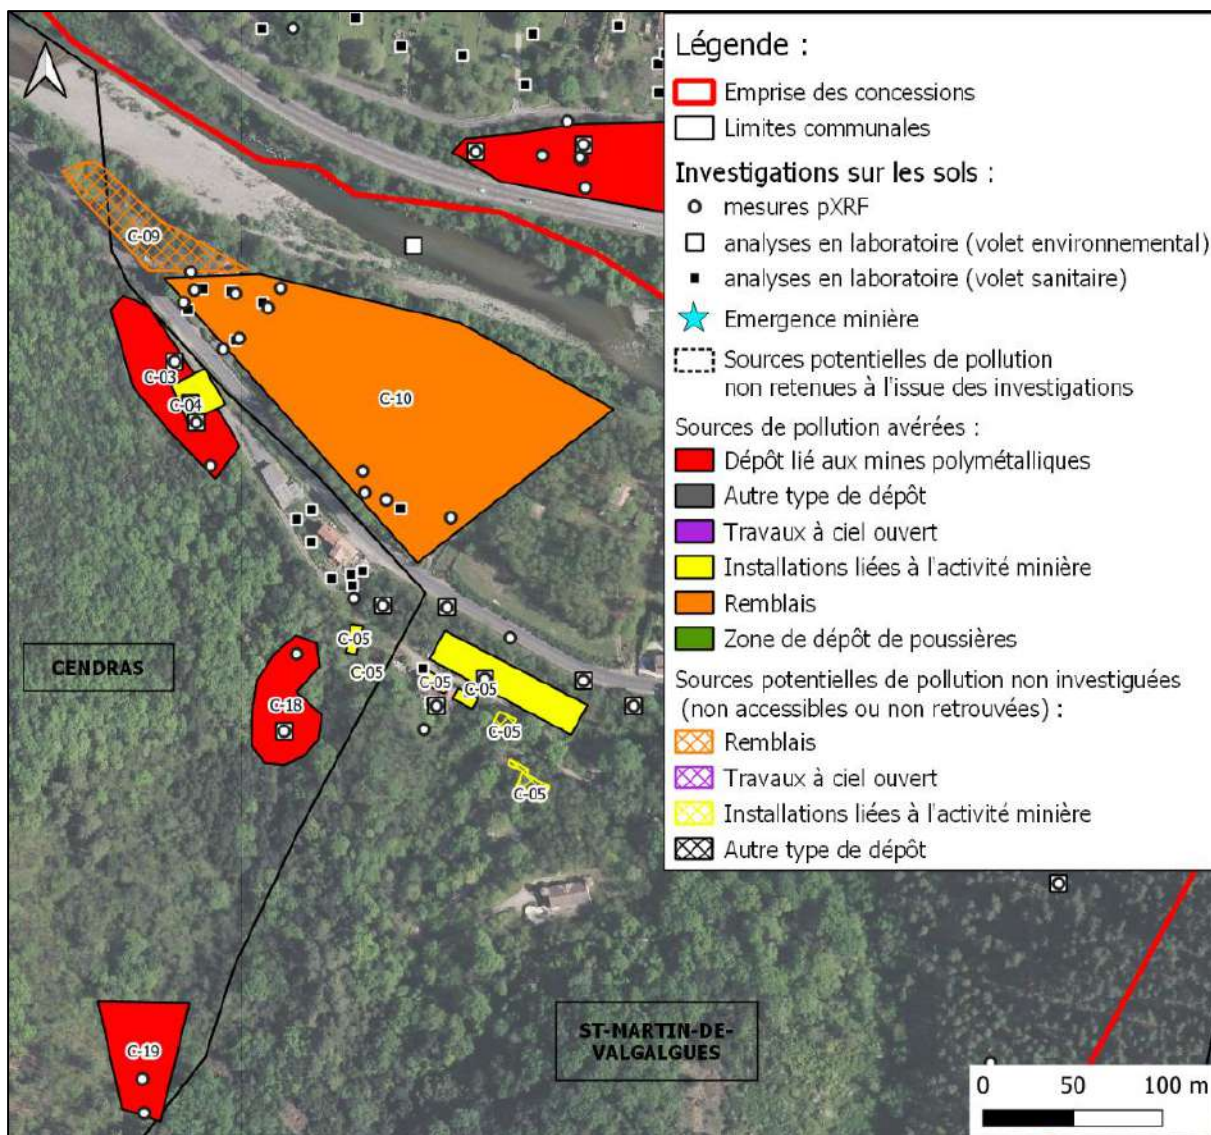 Légende :
Emprise des concessions
Limites communales
Investigations sur les sols :
mesures pXRF
analyses en laboratoire (volet environnemental)
analyses en laboratoire (volet sanitaire)
Emergence minière
Sources potentielles de pollution
non retenues à l'issue des investigations
Sources de pollution avérées :
Dépôt lié aux mines polymétalliques
Autre type de dépôt
Travaux à ciel ouvert
Installations liées à l'activité minière
Remblais
Zone de dépôt de poussières
Sources potentielles de pollution non investiguées
(non accessibles ou non retrouvées) :
Remblais
Travaux à ciel ouvert
Installations liées à l'activité minière
Autre type de dépôt
C-09
C-03
C-04
C-10
C-05
C-05
C-05
C-05
C-05
C-05
C-18
CENDRAS
C-19
ST-MARTIN-DE-
VALGALGUES
0 50 100 m